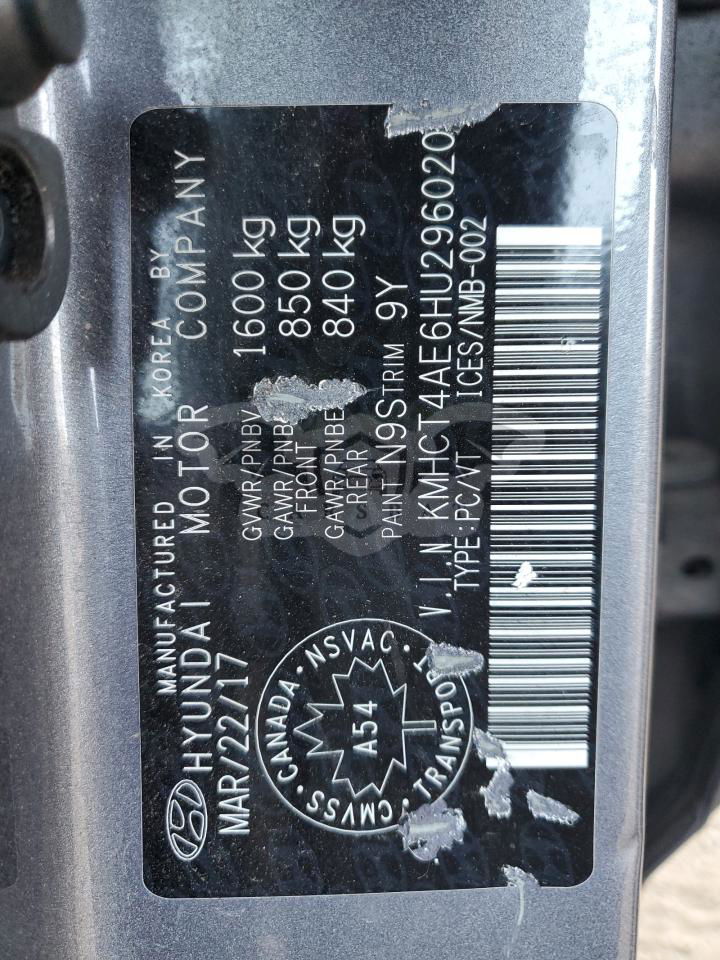 MANUFACTURED IN KOREA BY
HYUNDAI MOTOR COMPANY
MAR/22/17
GVWR/PNBV 1600 kg
GAWR/PNBE 850 kg
FRONT
GAWR/PNBE 840 kg
REAR
PAINT N9S TRIM 9Y
V.I.N KMHCT4AE6HU296020
TYPE:PC/VT ICES/NMB-002
CANADA • NSVAC • TRANSPORT • CMVSS •
A54